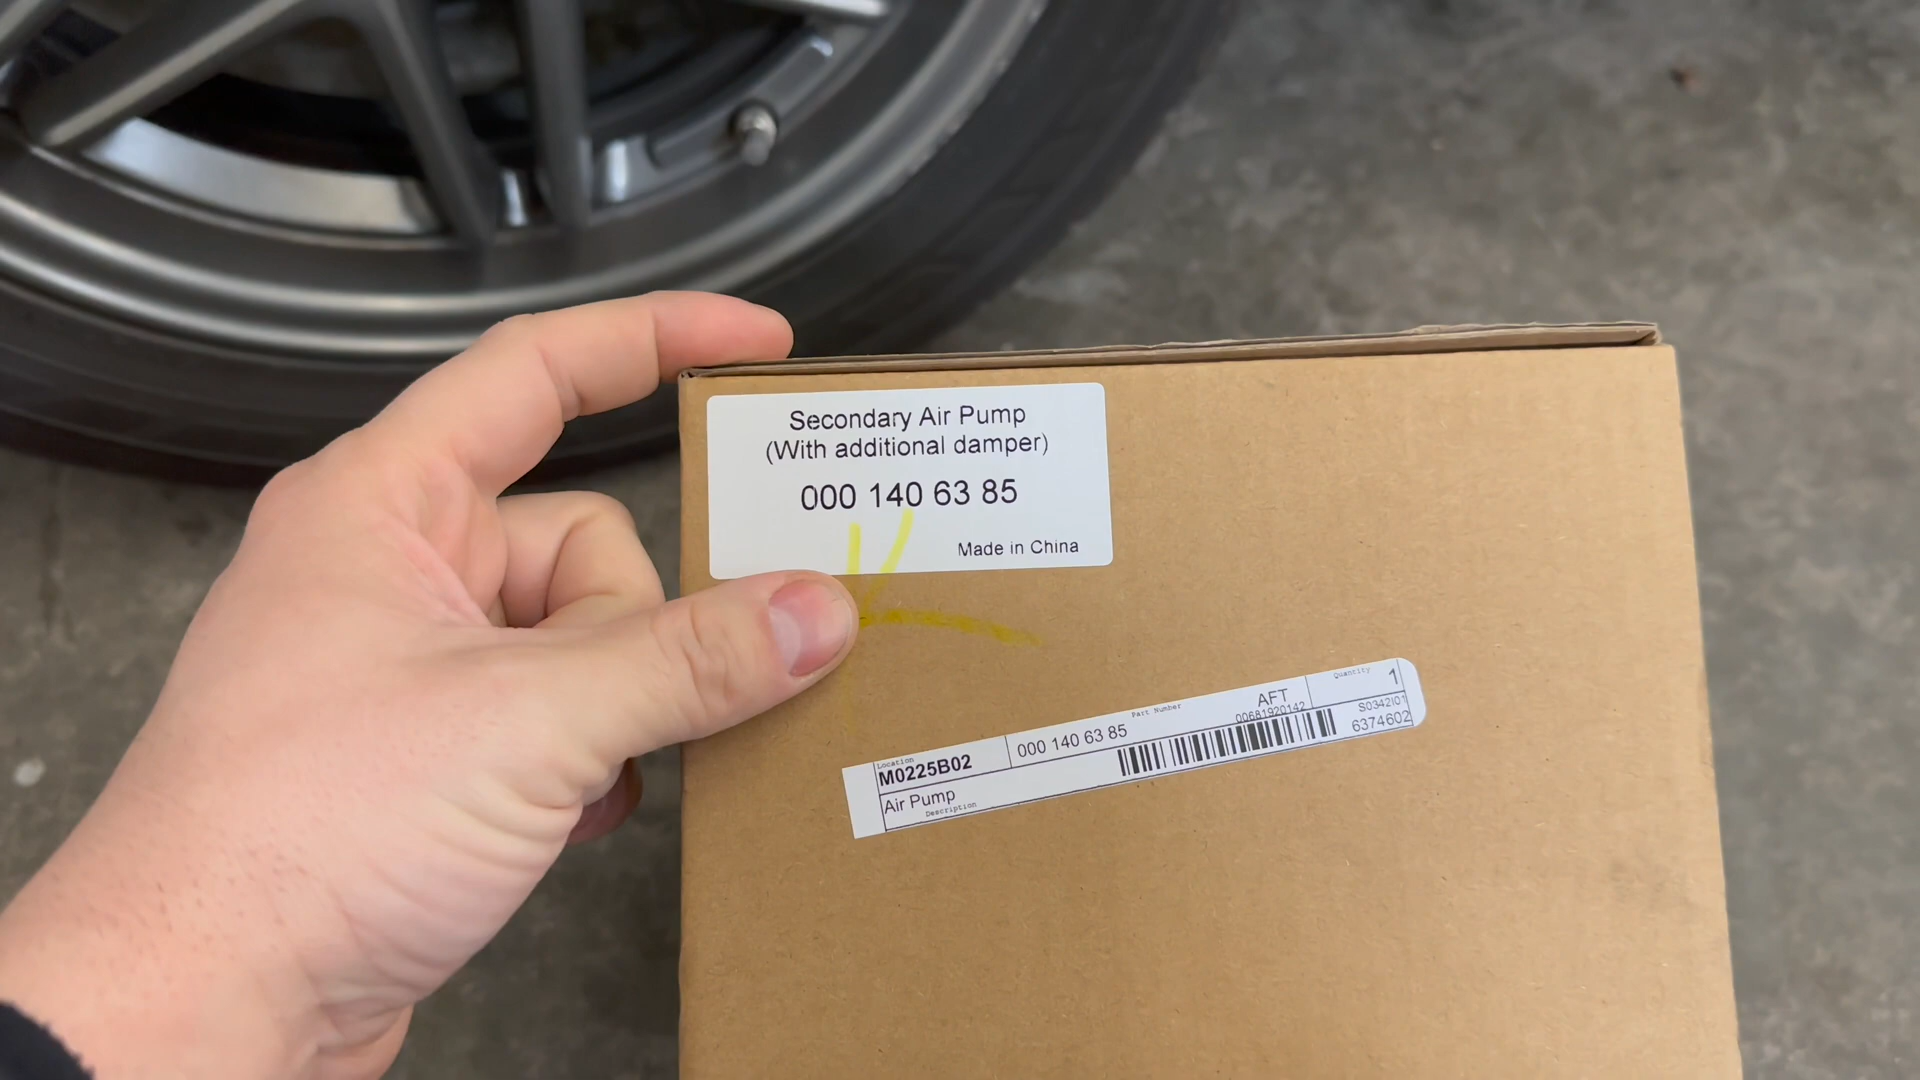 Secondary Air Pump
(With additional damper)
000 140 63 85
Made in China
Location
M0225B02
000 140 63 85
Part Number
AFT
00681920142
Quantity
1
S0342I01
6374602
Air Pump
Description